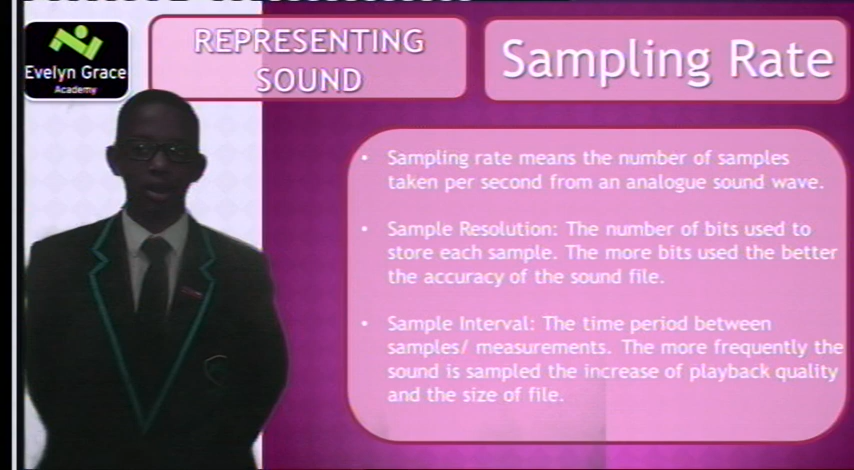 Evelyn Grace
Academy
REPRESENTING
SOUND
Sampling Rate
• Sampling rate means the number of samples
taken per second from an analogue sound wave.
• Sample Resolution: The number of bits used to
store each sample. The more bits used the better
the accuracy of the sound file.
• Sample Interval: The time period between
samples/ measurements. The more frequently the
sound is sampled the increase of playback quality
and the size of file.